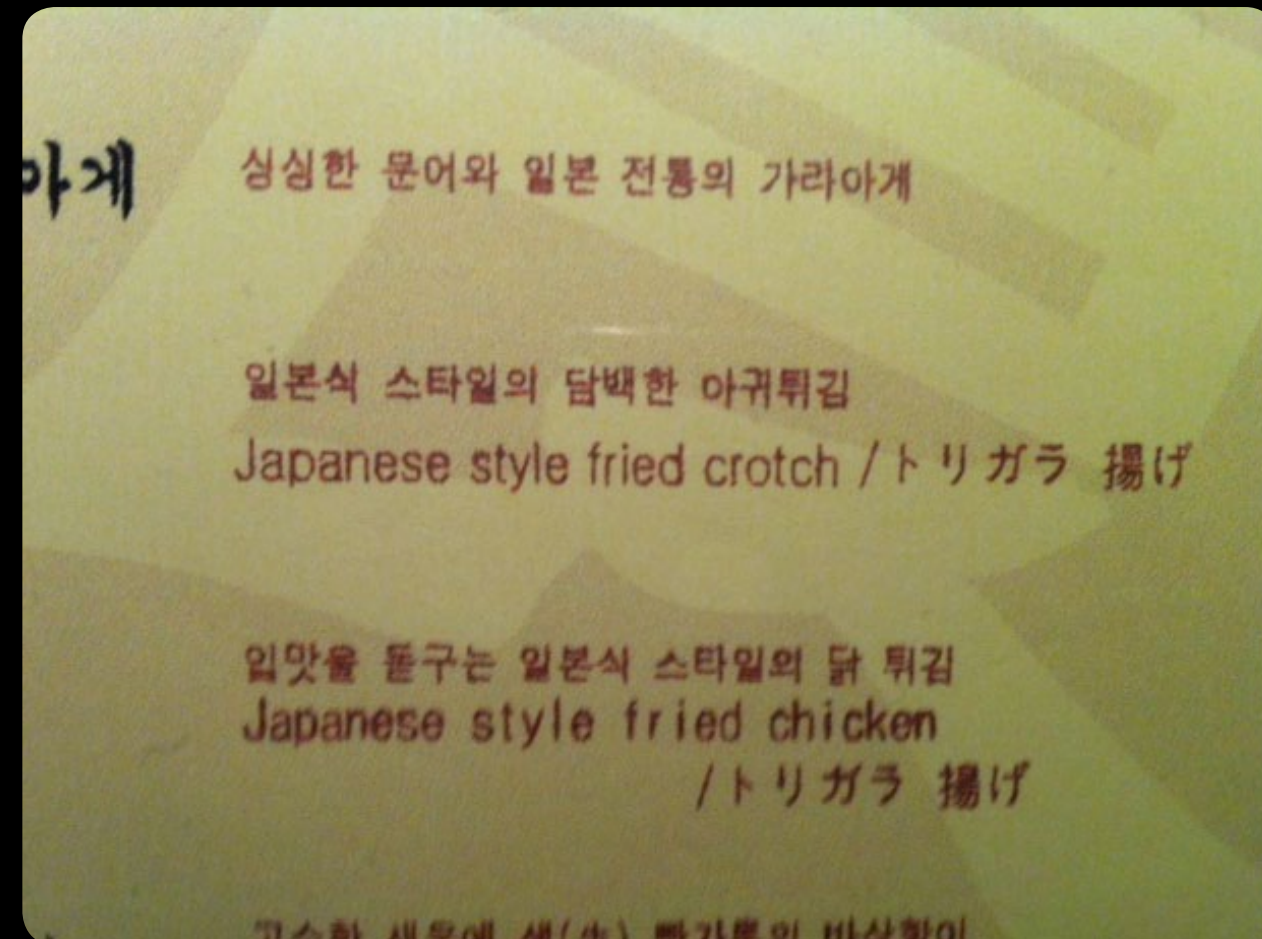 아게
싱싱한 문어와 일본 전통의 가라아게
일본식 스타일의 담백한 아귀튀김
Japanese style fried crotch /トリガラ 揚げ
입맛을 돋구는 일본식 스타일의 닭 튀김
Japanese style fried chicken
/トリガラ 揚げ